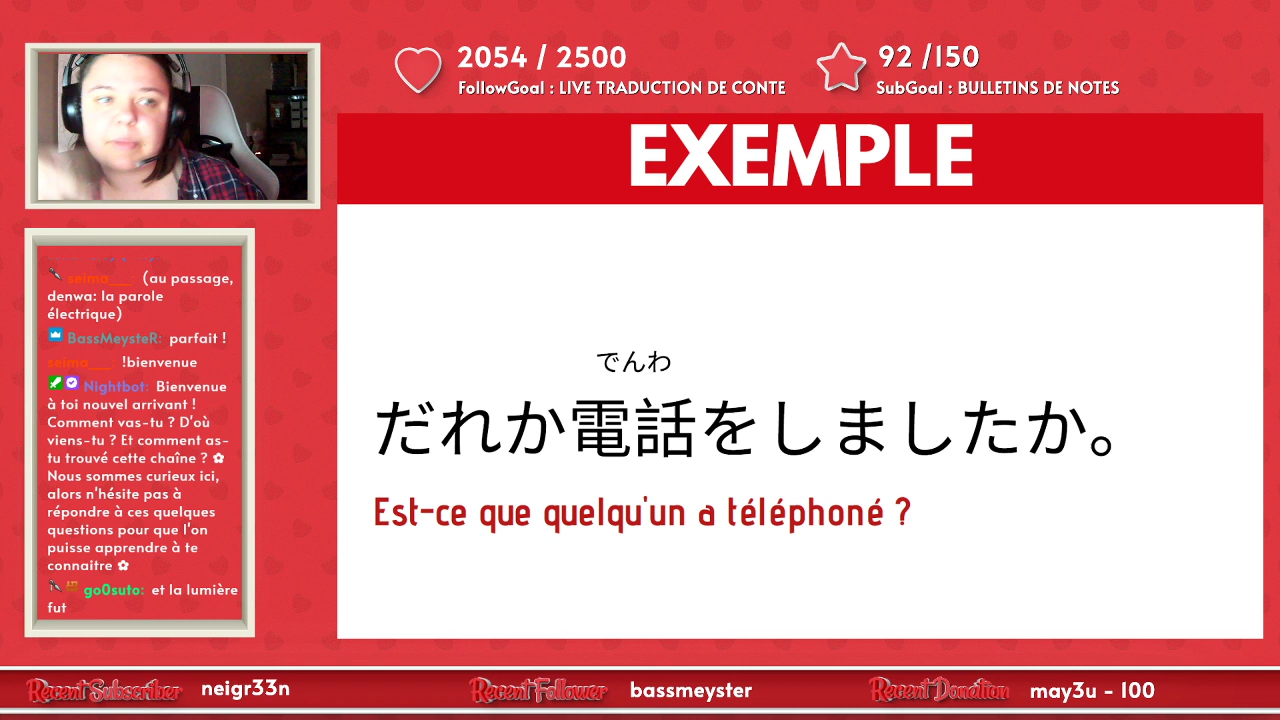 2054 / 2500
FollowGoal : LIVE TRADUCTION DE CONTE
92 /150
SubGoal : BULLETINS DE NOTES
EXEMPLE
でんわ
だれか電話をしましたか。
Est-ce que quelqu'un a téléphoné ?
seima___ (au passage,
denwa: la parole
électrique)
BassMeysteR: parfait !
seima___ !bienvenue
Nightbot: Bienvenue
à toi nouvel arrivant !
Comment vas-tu ? D'où
viens-tu ? Et comment as-
tu trouvé cette chaîne ? ✿
Nous sommes curieux ici,
alors n'hésite pas à
répondre à ces quelques
questions pour que l'on
puisse apprendre à te
connaitre ✿
go0suto: et la lumière
fut
Recent Subscriber neigr33n
Recent Follower bassmeyster
Recent Donation may3u - 100